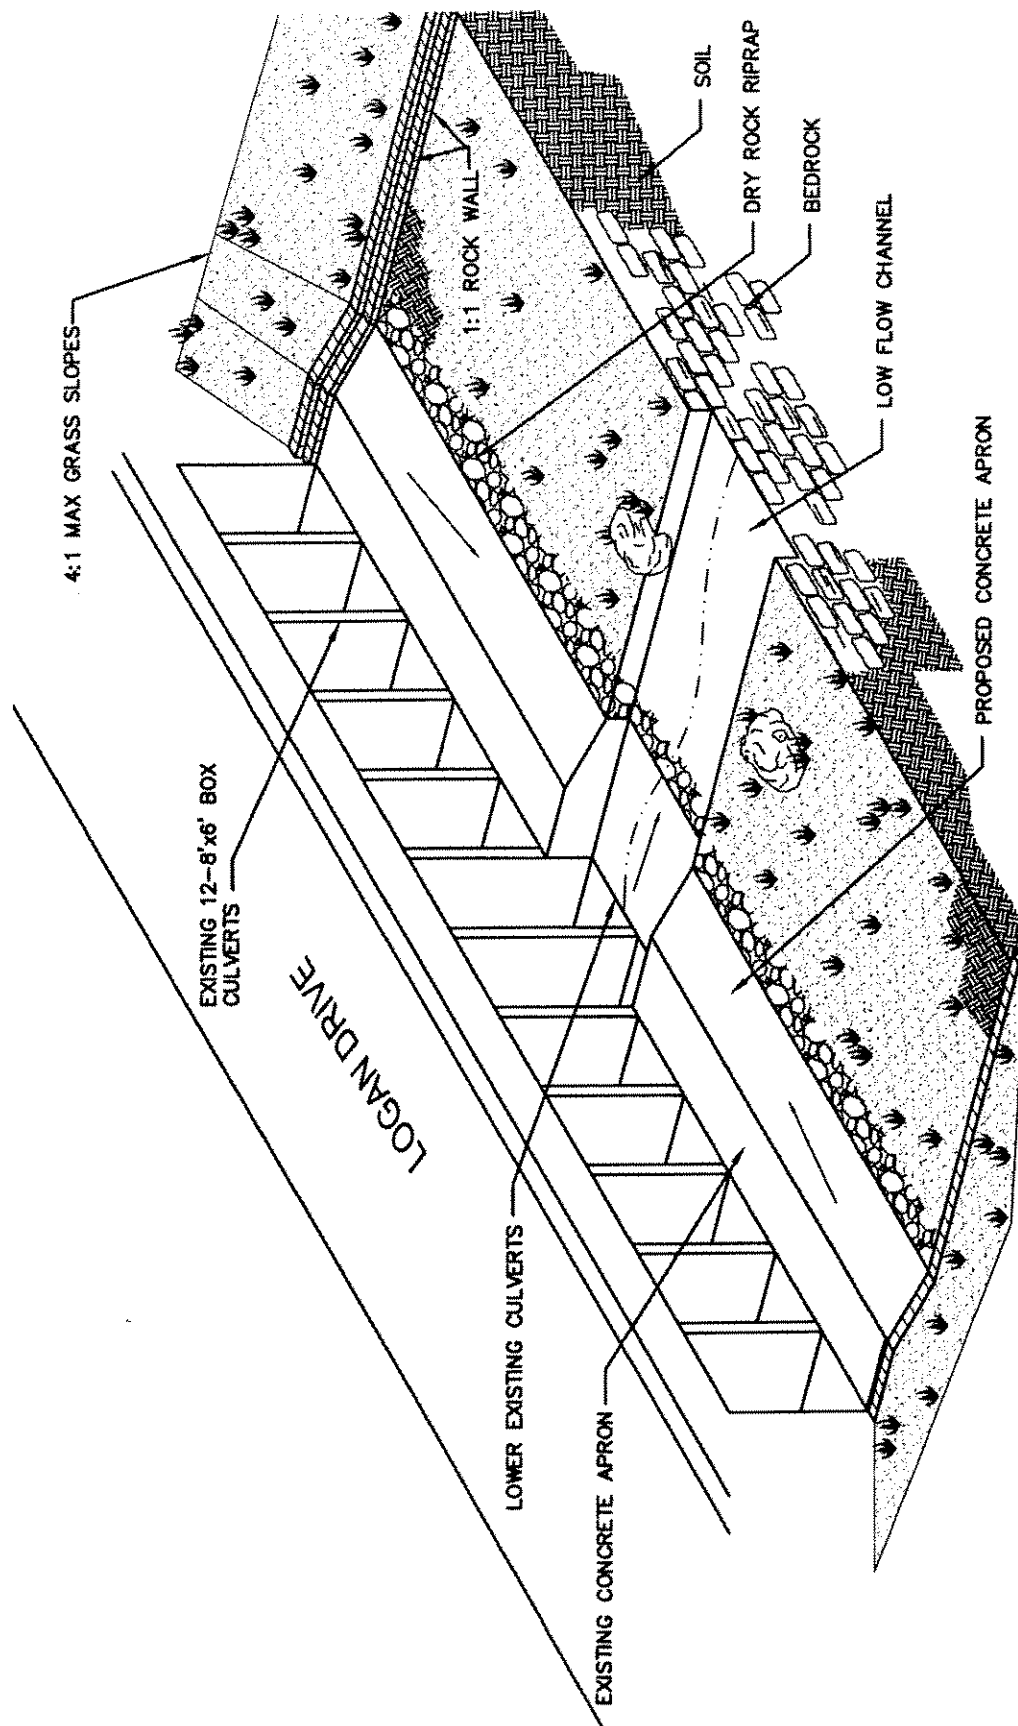 4:1 MAX GRASS SLOPES
EXISTING 12-8'x6' BOX
CULVERTS
LOGAN DRIVE
LOWER EXISTING CULVERTS
EXISTING CONCRETE APRON
1:1 ROCK WALL
SOIL
DRY ROCK RIPRAP
BEDROCK
LOW FLOW CHANNEL
PROPOSED CONCRETE APRON